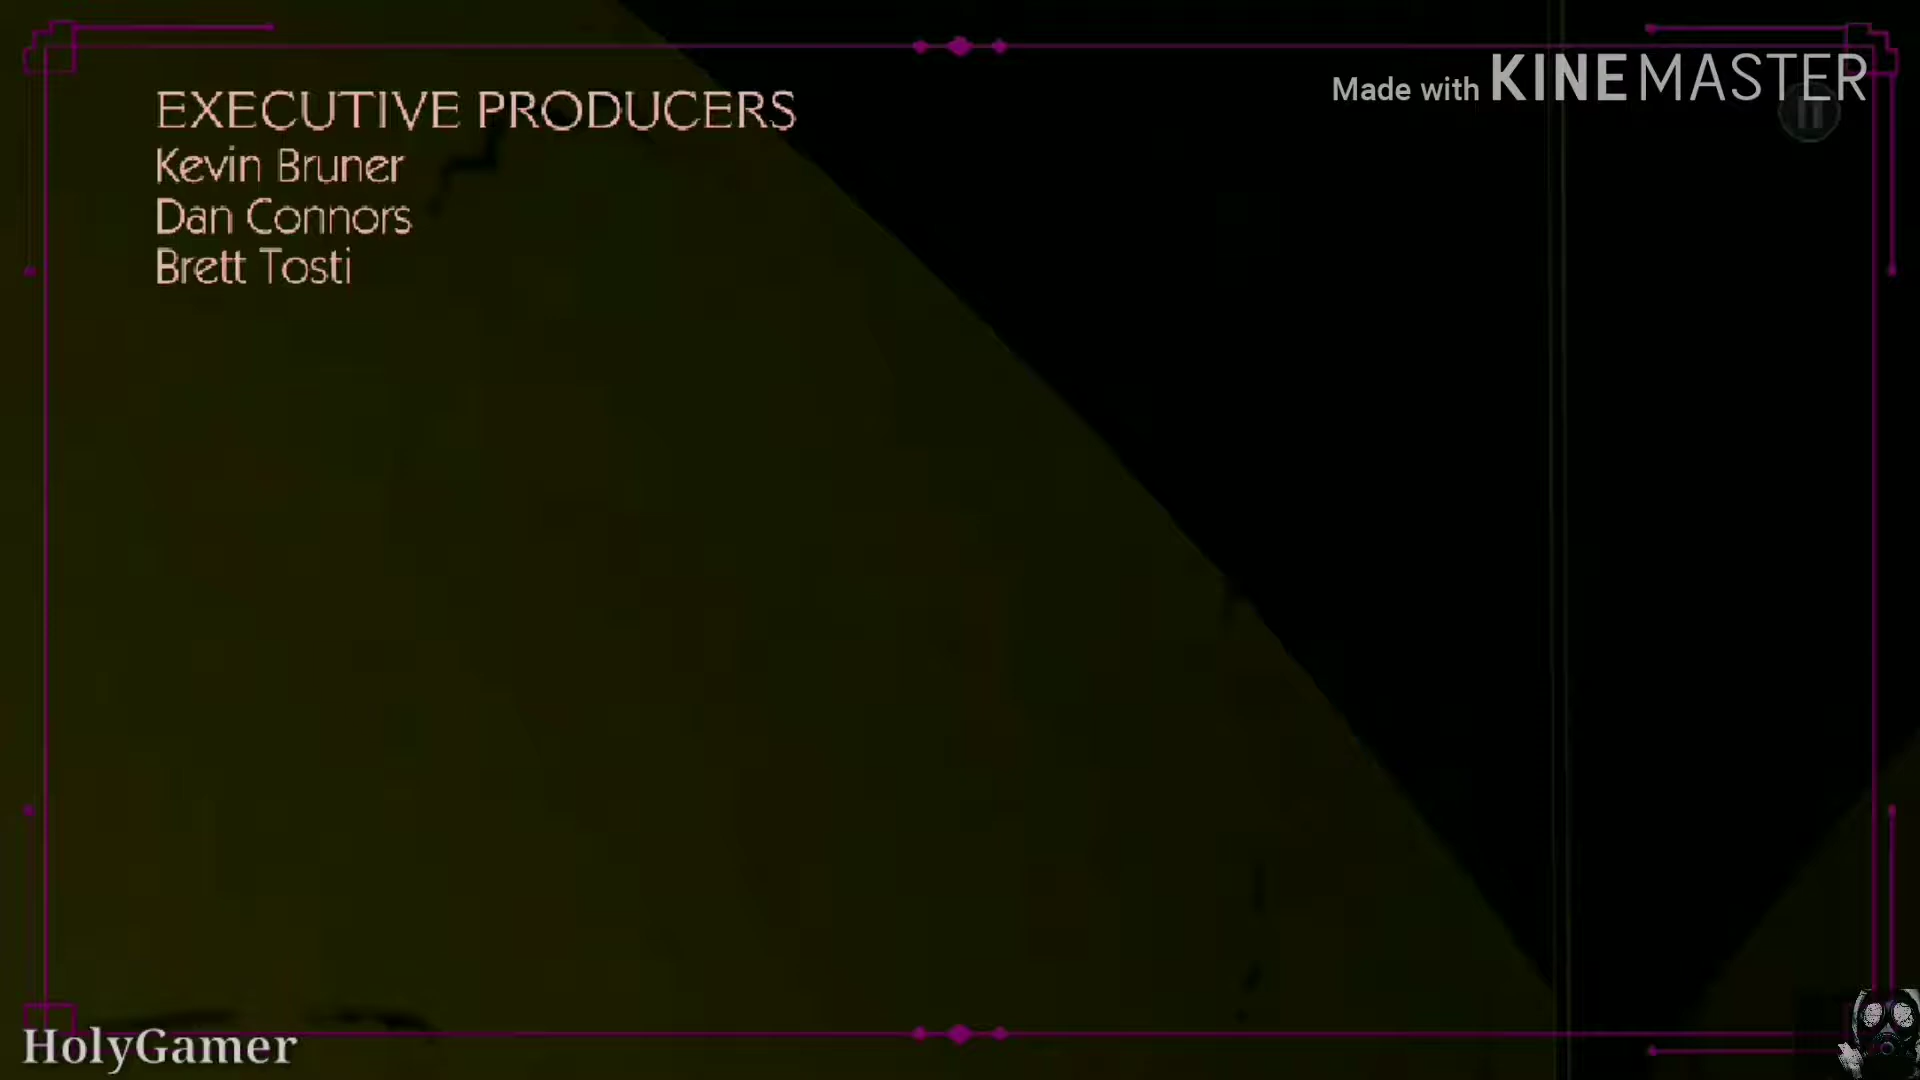 Made with KINEMASTER
EXECUTIVE PRODUCERS
Kevin Bruner
Dan Connors
Brett Tosti
HolyGamer